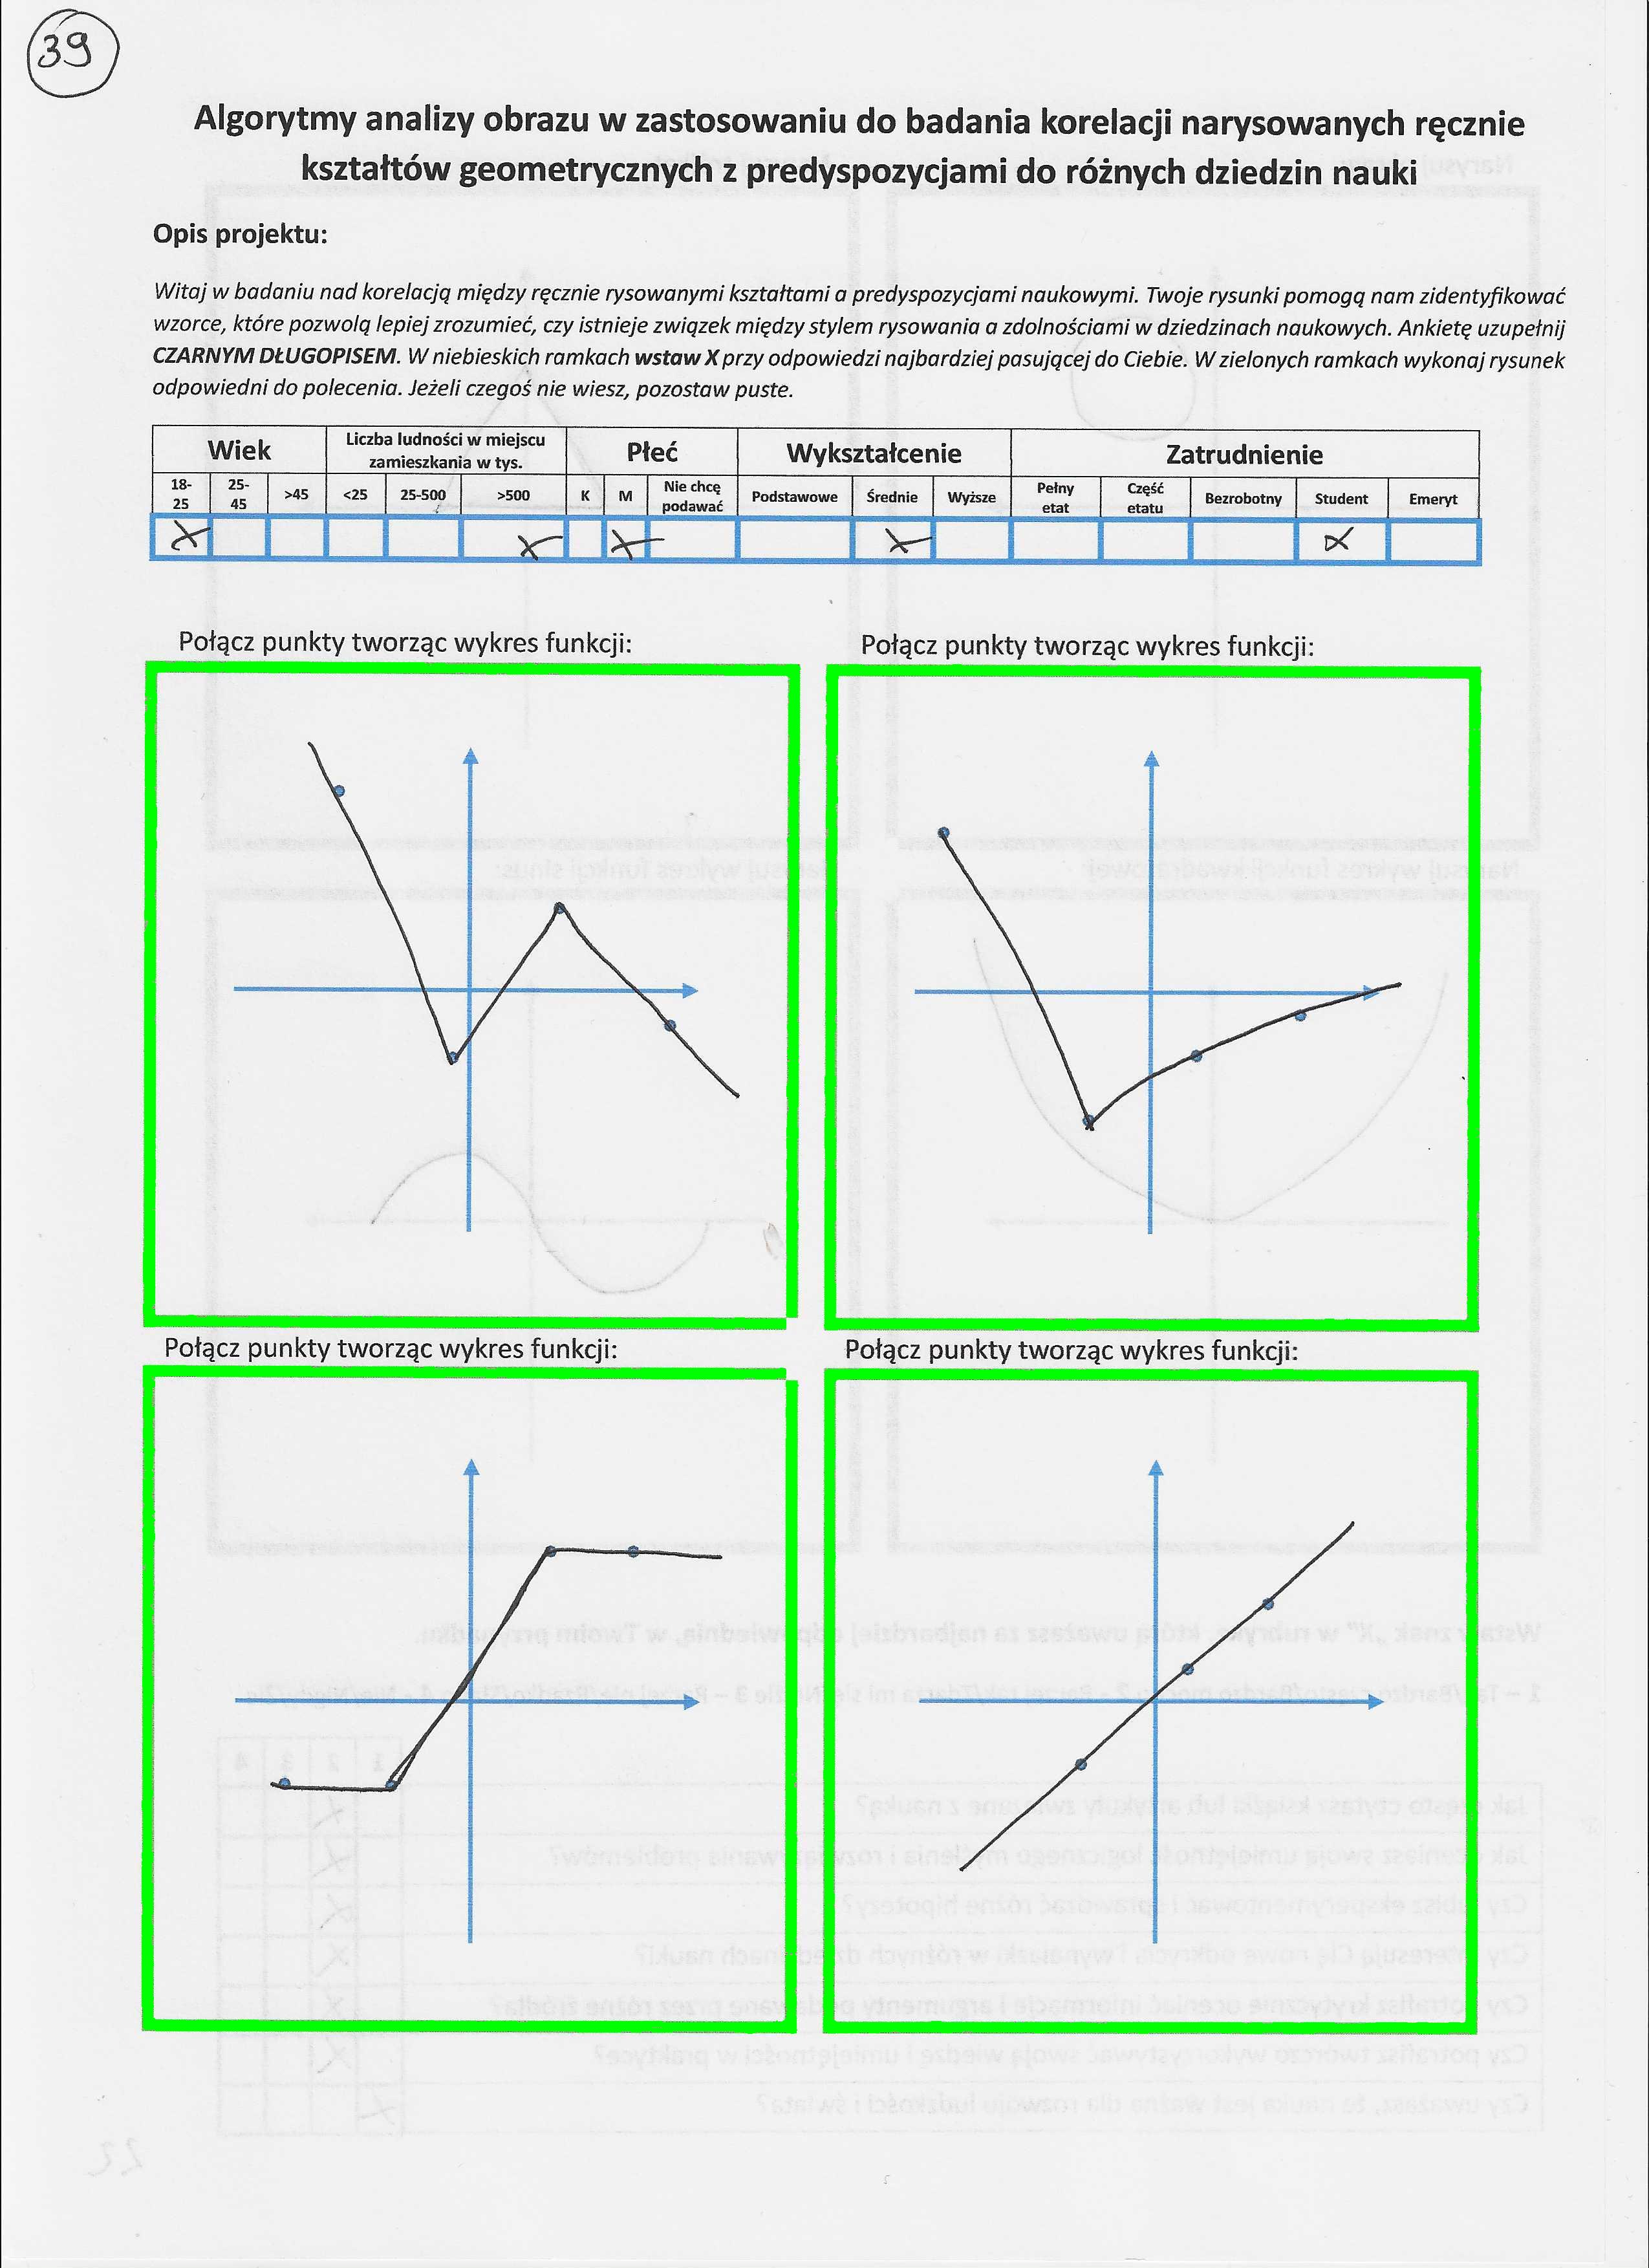 39
Algorytmy analizy obrazu w zastosowaniu do badania korelacji narysowanych ręcznie
kształtów geometrycznych z predyspozycjami do różnych dziedzin nauki
Opis projektu:
Witaj w badaniu nad korelacją między ręcznie rysowanymi kształtami a predyspozycjami naukowymi. Twoje rysunki pomogą nam zidentyfikować
wzorce, które pozwolą lepiej zrozumieć, czy istnieje związek między stylem rysowania a zdolnościami w dziedzinach naukowych. Ankietę uzupełnij
CZARNYM DŁUGOPISEM. W niebieskich ramkach wstaw X przy odpowiedzi najbardziej pasującej do Ciebie. W zielonych ramkach wykonaj rysunek
odpowiedni do polecenia. Jeżeli czegoś nie wiesz, pozostaw puste.
Wiek Liczba ludności w miejscu zamieszkania w tys. Płeć Wykształcenie Zatrudnienie
18-25 25-45 >45 <25 25-500 >500 K M Nie chcę podawać Podstawowe Średnie Wyższe Pełny etat Część etatu Bezrobotny Student Emeryt
X X X X X
Połącz punkty tworząc wykres funkcji: Połącz punkty tworząc wykres funkcji:
Połącz punkty tworząc wykres funkcji: Połącz punkty tworząc wykres funkcji: